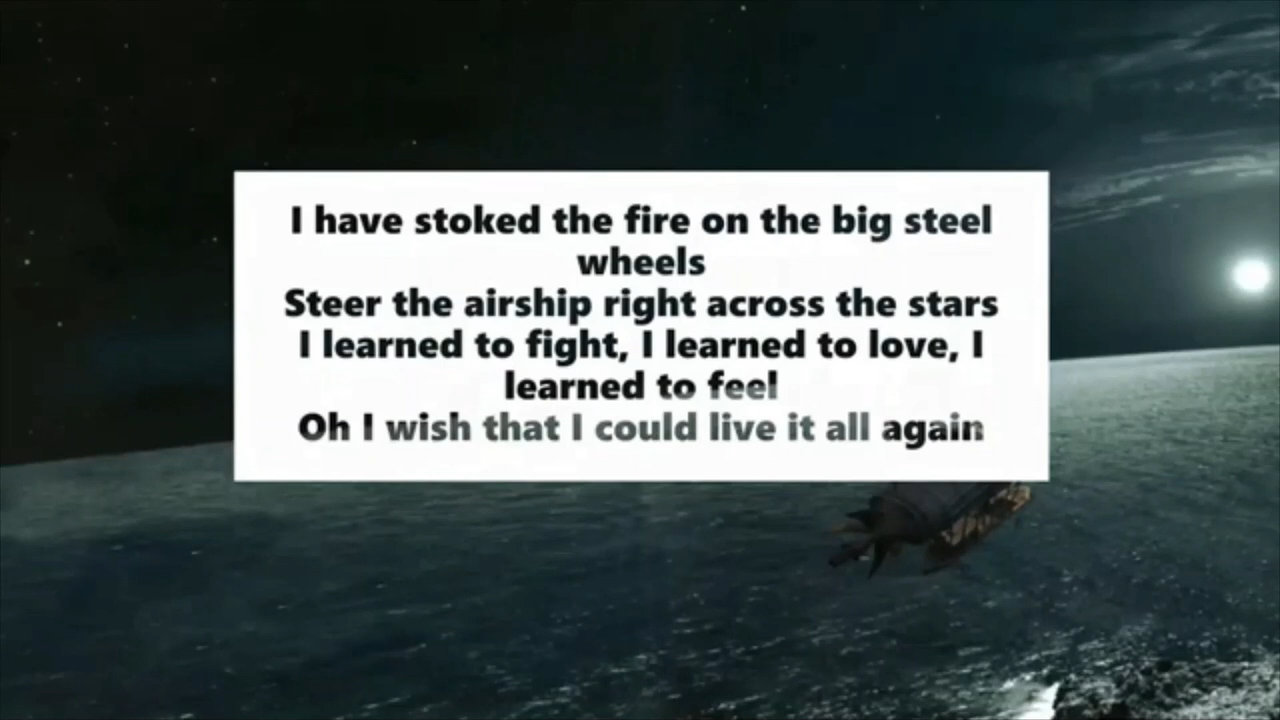 I have stoked the fire on the big steel
wheels
Steer the airship right across the stars
I learned to fight, I learned to love, I
learned to feel
Oh I wish that I could live it all again